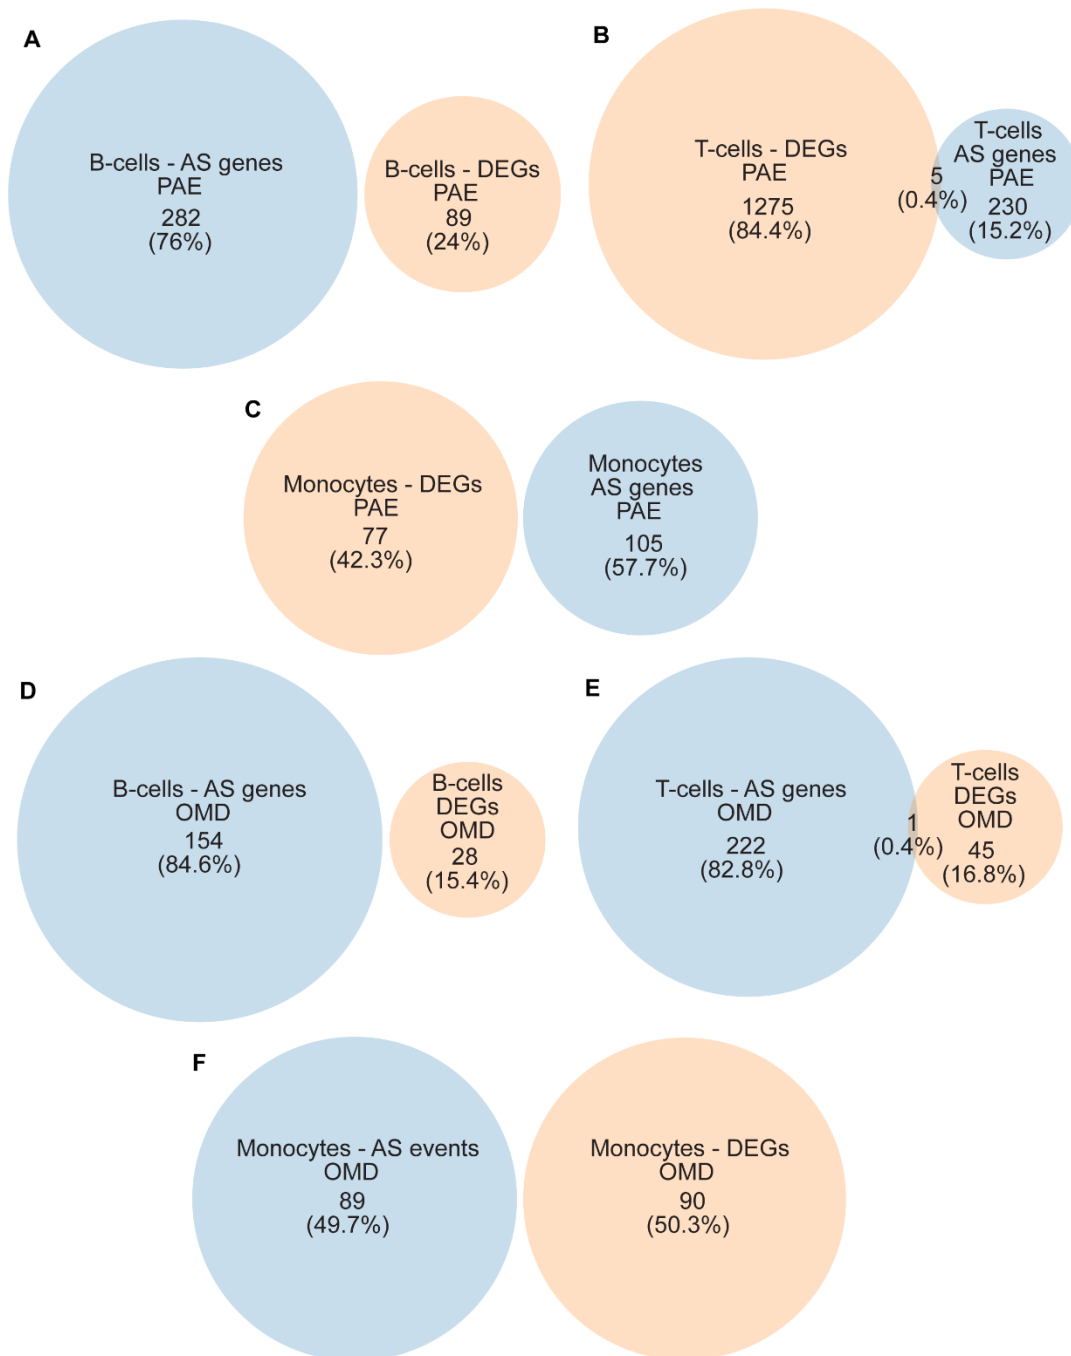 A
B-cells - AS genes
PAE
282
(76%)
B-cells - DEGs
PAE
89
(24%)
B
T-cells - DEGs
PAE
1275
(84.4%)
5
(0.4%)
T-cells
AS genes
PAE
230
(15.2%)
C
Monocytes - DEGs
PAE
77
(42.3%)
Monocytes
AS genes
PAE
105
(57.7%)
D
B-cells - AS genes
OMD
154
(84.6%)
B-cells
DEGs
OMD
28
(15.4%)
E
T-cells - AS genes
OMD
222
(82.8%)
1
(0.4%)
T-cells
DEGs
OMD
45
(16.8%)
F
Monocytes - AS events
OMD
89
(49.7%)
Monocytes - DEGs
OMD
90
(50.3%)